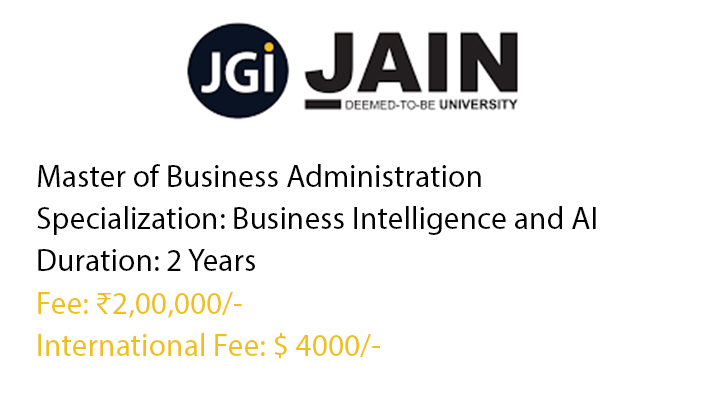 JGi JAIN
DEEMED-TO-BE UNIVERSITY
Master of Business Administration
Specialization: Business Intelligence and AI
Duration: 2 Years
Fee: ₹2,00,000/-
International Fee: $ 4000/-